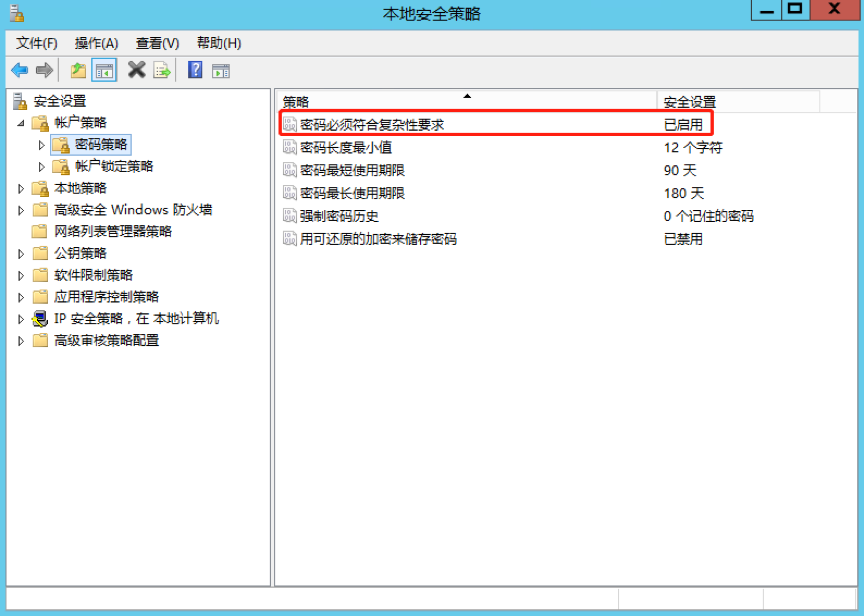 本地安全策略
文件(F) 操作(A) 查看(V) 帮助(H)
安全设置
帐户策略
密码策略
帐户锁定策略
本地策略
高级安全 Windows 防火墙
网络列表管理器策略
公钥策略
软件限制策略
应用程序控制策略
IP 安全策略，在 本地计算机
高级审核策略配置
策略 安全设置
密码必须符合复杂性要求 已启用
密码长度最小值 12 个字符
密码最短使用期限 90 天
密码最长使用期限 180 天
强制密码历史 0 个记住的密码
用可还原的加密来储存密码 已禁用